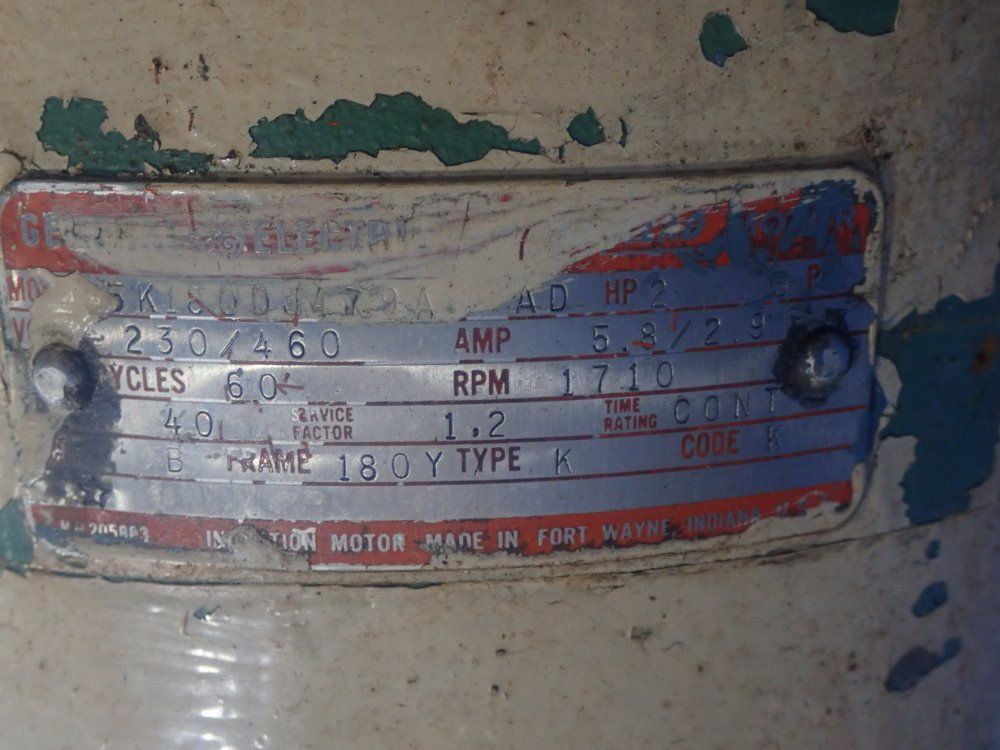 ELECTRI
AD HP 2 P
230/460 AMP 5.8/2.9
YCLES 60 RPM 1710
40 SERVICE FACTOR 1.2 TIME RATING CONT
B FRAME 180Y TYPE K CODE K
MOTOR MADE IN FORT WAYNE, INDIANA